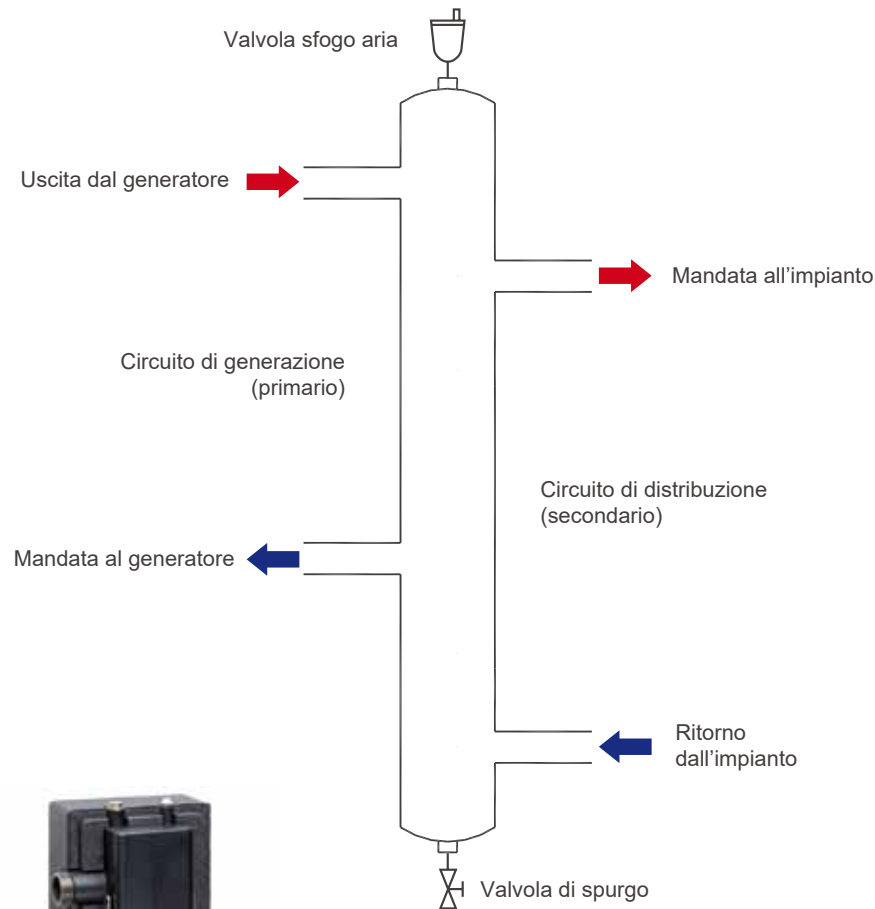 Valvola sfogo aria
Uscita dal generatore
Mandata all’impianto
Circuito di generazione
(primario)
Circuito di distribuzione
(secondario)
Mandata al generatore
Ritorno
dall’impianto
Valvola di spurgo